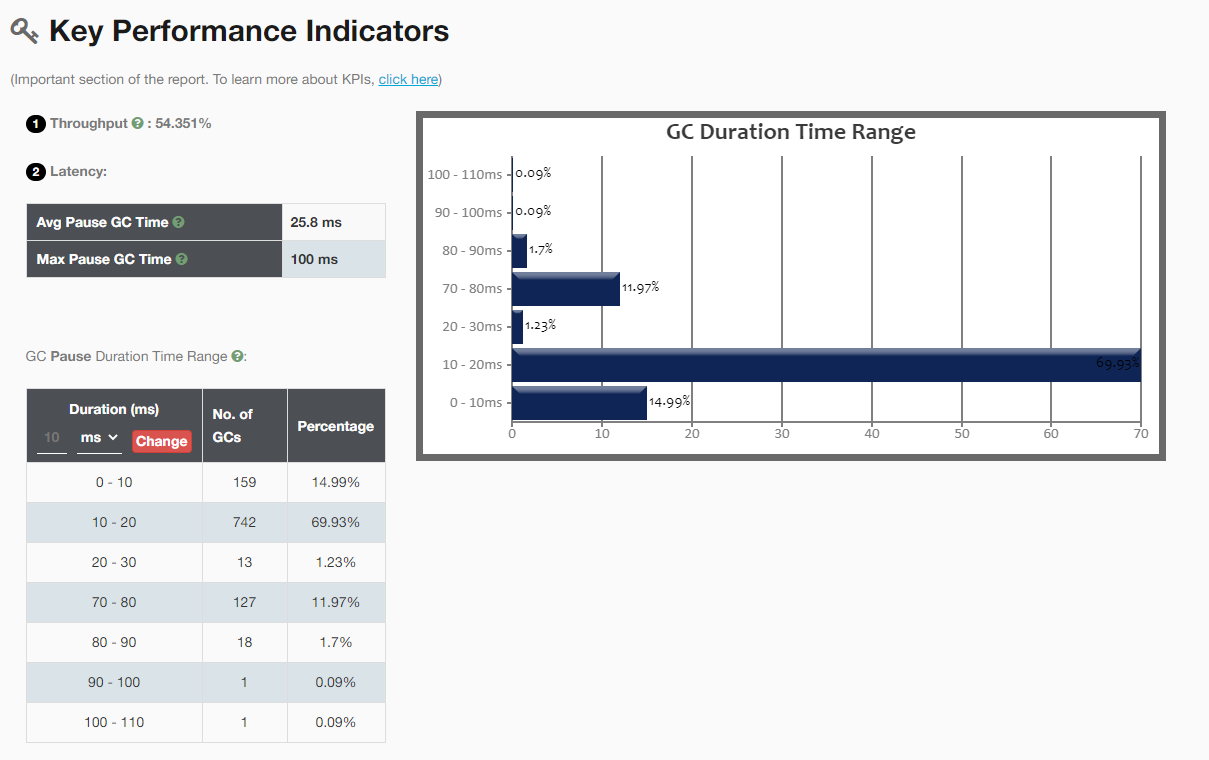 Key Performance Indicators
(Important section of the report. To learn more about KPIs, click here)
1 Throughput ? : 54.351%
2 Latency:
Avg Pause GC Time ? 25.8 ms
Max Pause GC Time ? 100 ms
GC Pause Duration Time Range ?:
Duration (ms) No. of GCs Percentage
10 ms Change
0 - 10 159 14.99%
10 - 20 742 69.93%
20 - 30 13 1.23%
70 - 80 127 11.97%
80 - 90 18 1.7%
90 - 100 1 0.09%
100 - 110 1 0.09%
GC Duration Time Range
100 - 110ms 0.09%
90 - 100ms 0.09%
80 - 90ms 1.7%
70 - 80ms 11.97%
20 - 30ms 1.23%
10 - 20ms 69.93%
0 - 10ms 14.99%
0 10 20 30 40 50 60 70